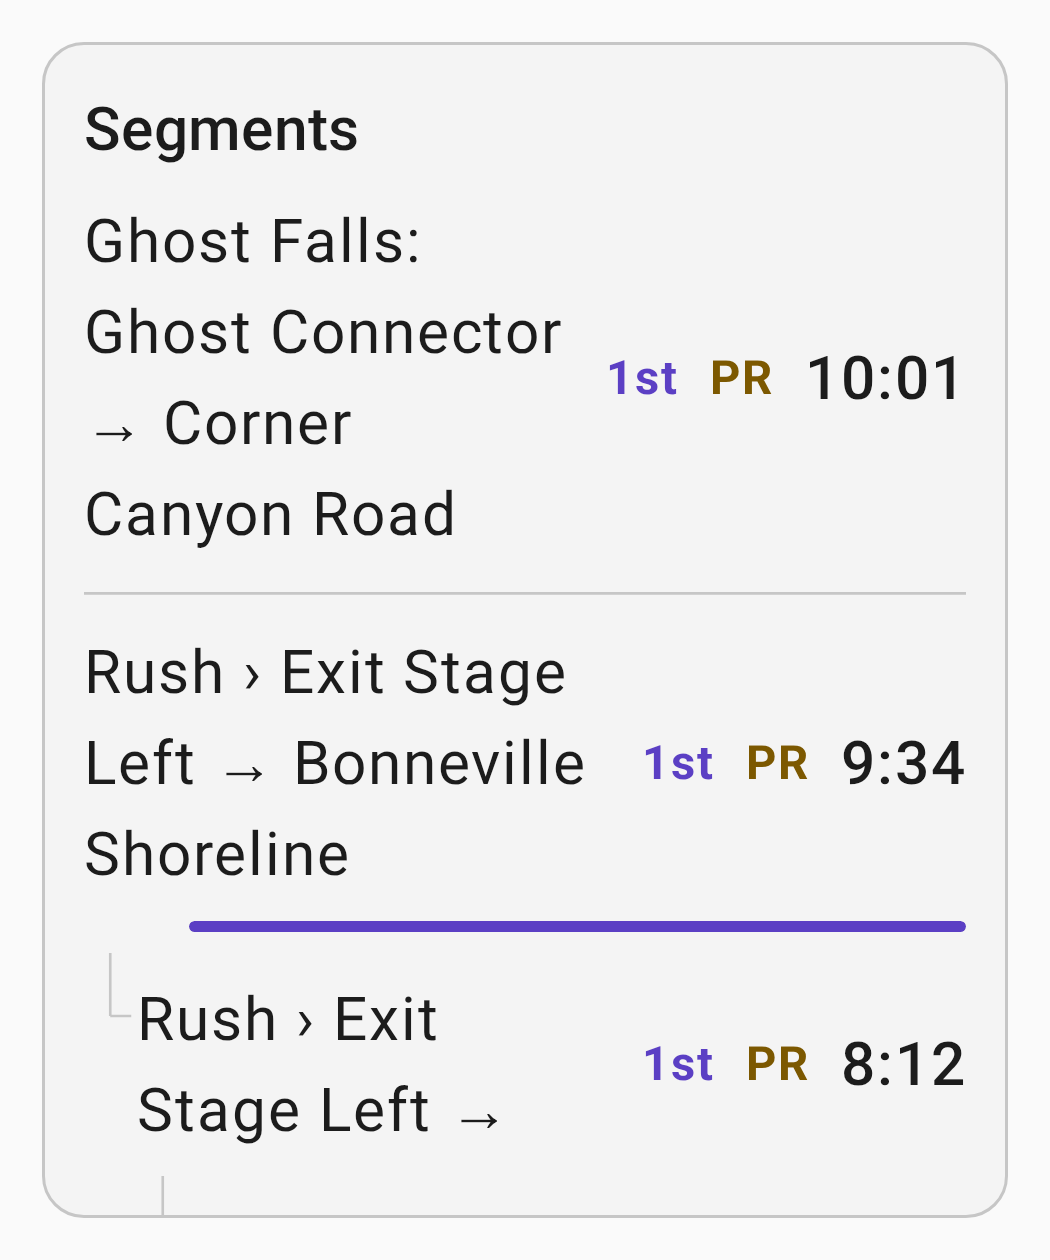 Segments
Ghost Falls:
Ghost Connector
→ Corner
Canyon Road
1st PR 10:01
Rush › Exit Stage
Left → Bonneville
Shoreline
1st PR 9:34
Rush › Exit
Stage Left →
1st PR 8:12